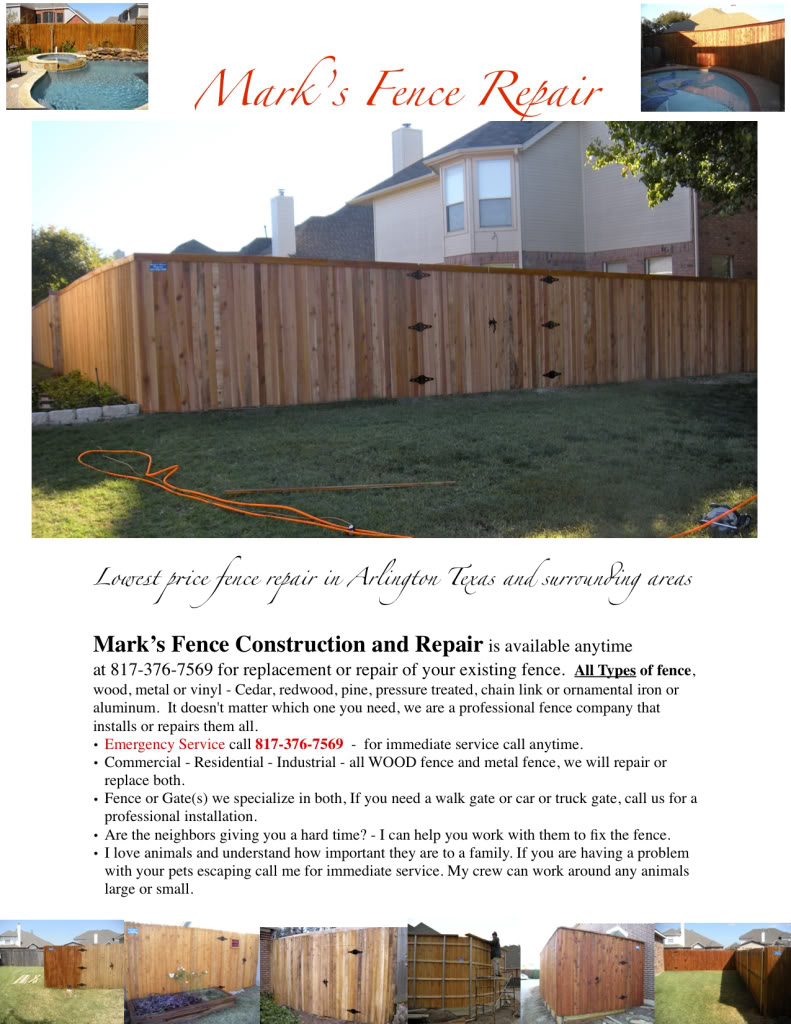 Mark's Fence Repair
Lowest price fence repair in Arlington Texas and surrounding areas
Mark's Fence Construction and Repair is available anytime
at 817-376-7569 for replacement or repair of your existing fence.  All Types of fence,
wood, metal or vinyl - Cedar, redwood, pine, pressure treated, chain link or ornamental iron or
aluminum.  It doesn't matter which one you need, we are a professional fence company that
installs or repairs them all.
• Emergency Service call 817-376-7569  -  for immediate service call anytime.
• Commercial - Residential - Industrial - all WOOD fence and metal fence, we will repair or
replace both.
• Fence or Gate(s) we specialize in both, If you need a walk gate or car or truck gate, call us for a
professional installation.
• Are the neighbors giving you a hard time? - I can help you work with them to fix the fence.
• I love animals and understand how important they are to a family. If you are having a problem
with your pets escaping call me for immediate service. My crew can work around any animals
large or small.